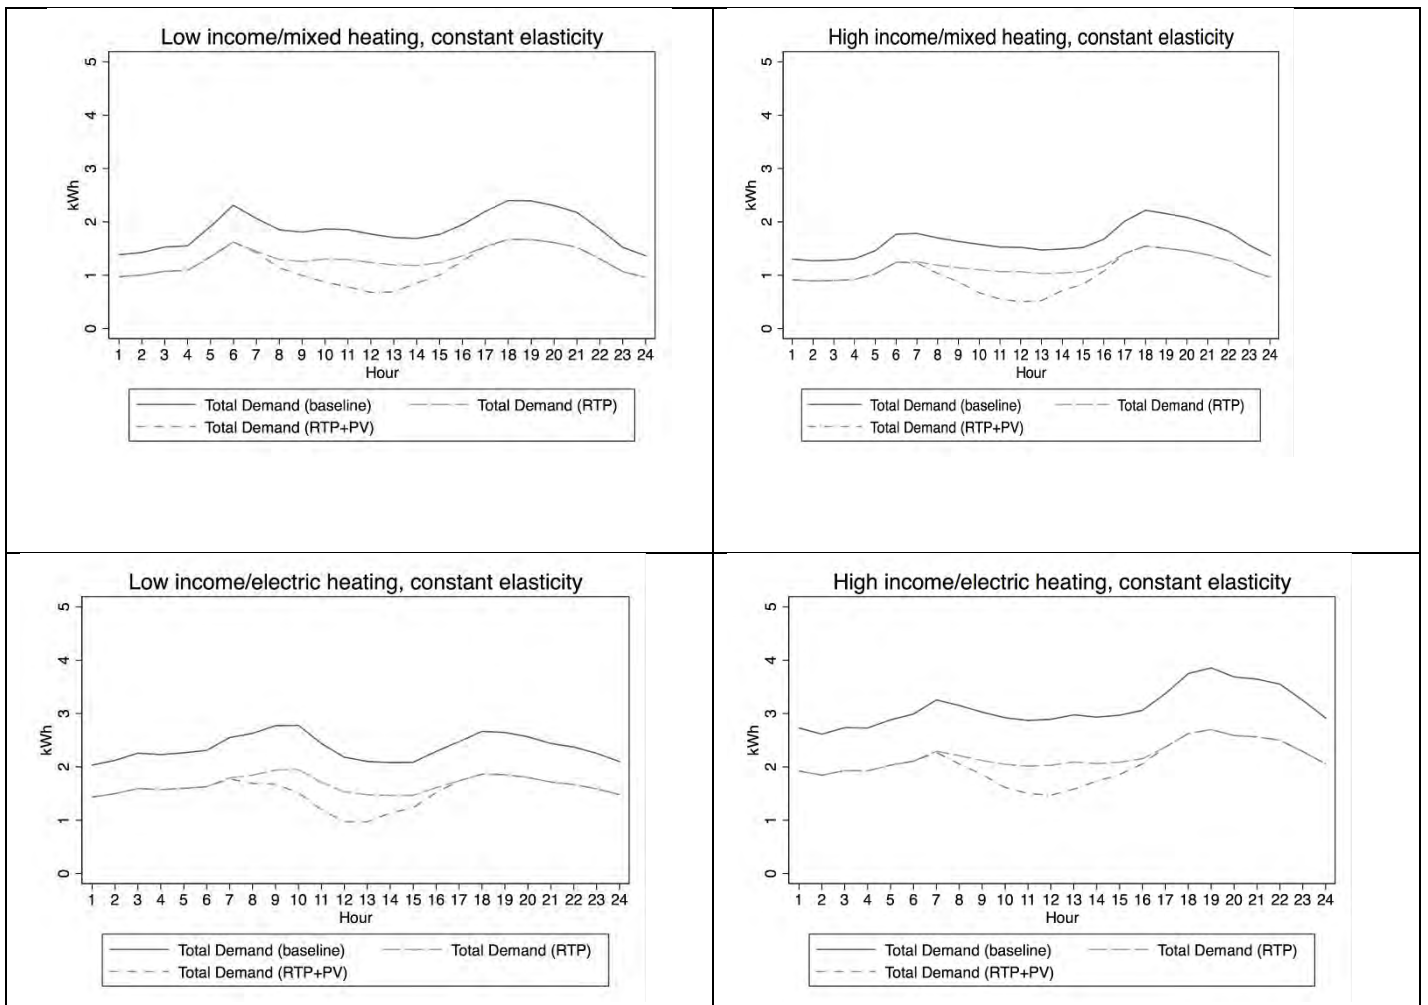 Low income/mixed heating, constant elasticity
5
4
3
2
1
0
kWh
1 2 3 4 5 6 7 8 9 10 11 12 13 14 15 16 17 18 19 20 21 22 23 24
Hour
Total Demand (baseline) Total Demand (RTP)
Total Demand (RTP+PV)
High income/mixed heating, constant elasticity
5
4
3
2
1
0
kWh
1 2 3 4 5 6 7 8 9 10 11 12 13 14 15 16 17 18 19 20 21 22 23 24
Hour
Total Demand (baseline) Total Demand (RTP)
Total Demand (RTP+PV)
Low income/electric heating, constant elasticity
5
4
3
2
1
0
kWh
1 2 3 4 5 6 7 8 9 10 11 12 13 14 15 16 17 18 19 20 21 22 23 24
Hour
Total Demand (baseline) Total Demand (RTP)
Total Demand (RTP+PV)
High income/electric heating, constant elasticity
5
4
3
2
1
0
kWh
1 2 3 4 5 6 7 8 9 10 11 12 13 14 15 16 17 18 19 20 21 22 23 24
Hour
Total Demand (baseline) Total Demand (RTP)
Total Demand (RTP+PV)